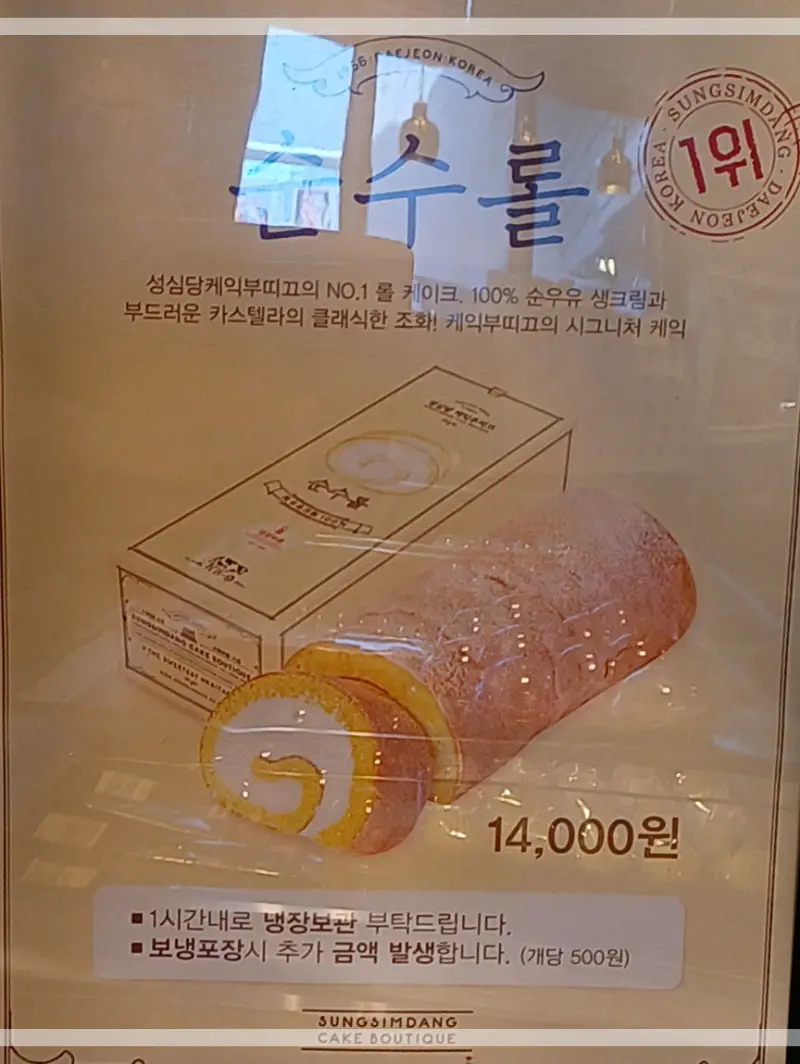 1956·DAEJEON·KOREA
순수롤
SUNGSIMDANG · DAEJEON KOREA ·
1위
성심당케익부띠끄의 NO.1 롤 케이크. 100% 순우유 생크림과
부드러운 카스텔라의 클래식한 조화! 케익부띠끄의 시그니처 케익
순수롤
SUNGSIMDANG CAKE BOUTIQUE
14,000원
■ 1시간내로 냉장보관 부탁드립니다.
■ 보냉포장시 추가 금액 발생합니다. (개당 500원)
SUNGSIMDANG
CAKE BOUTIQUE